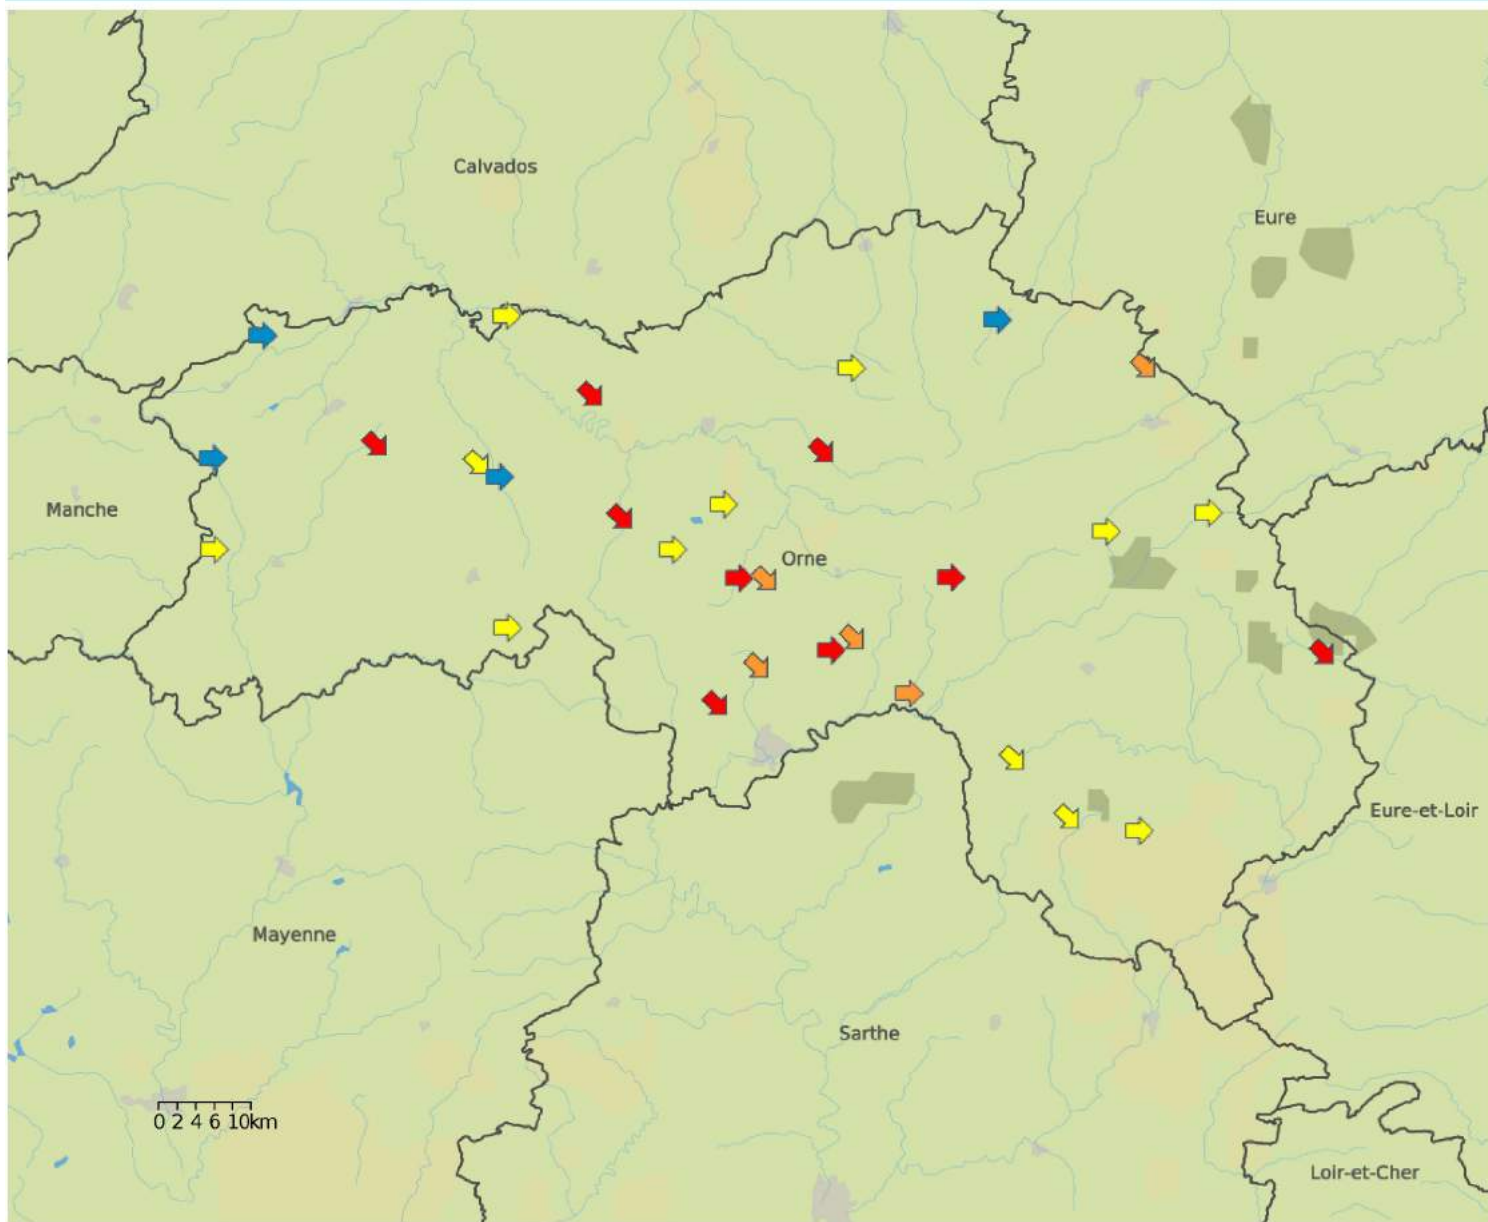 Calvados
Eure
Manche
Orne
Eure-et-Loir
Mayenne
Sarthe
0 2 4 6 10km
Loir-et-Cher